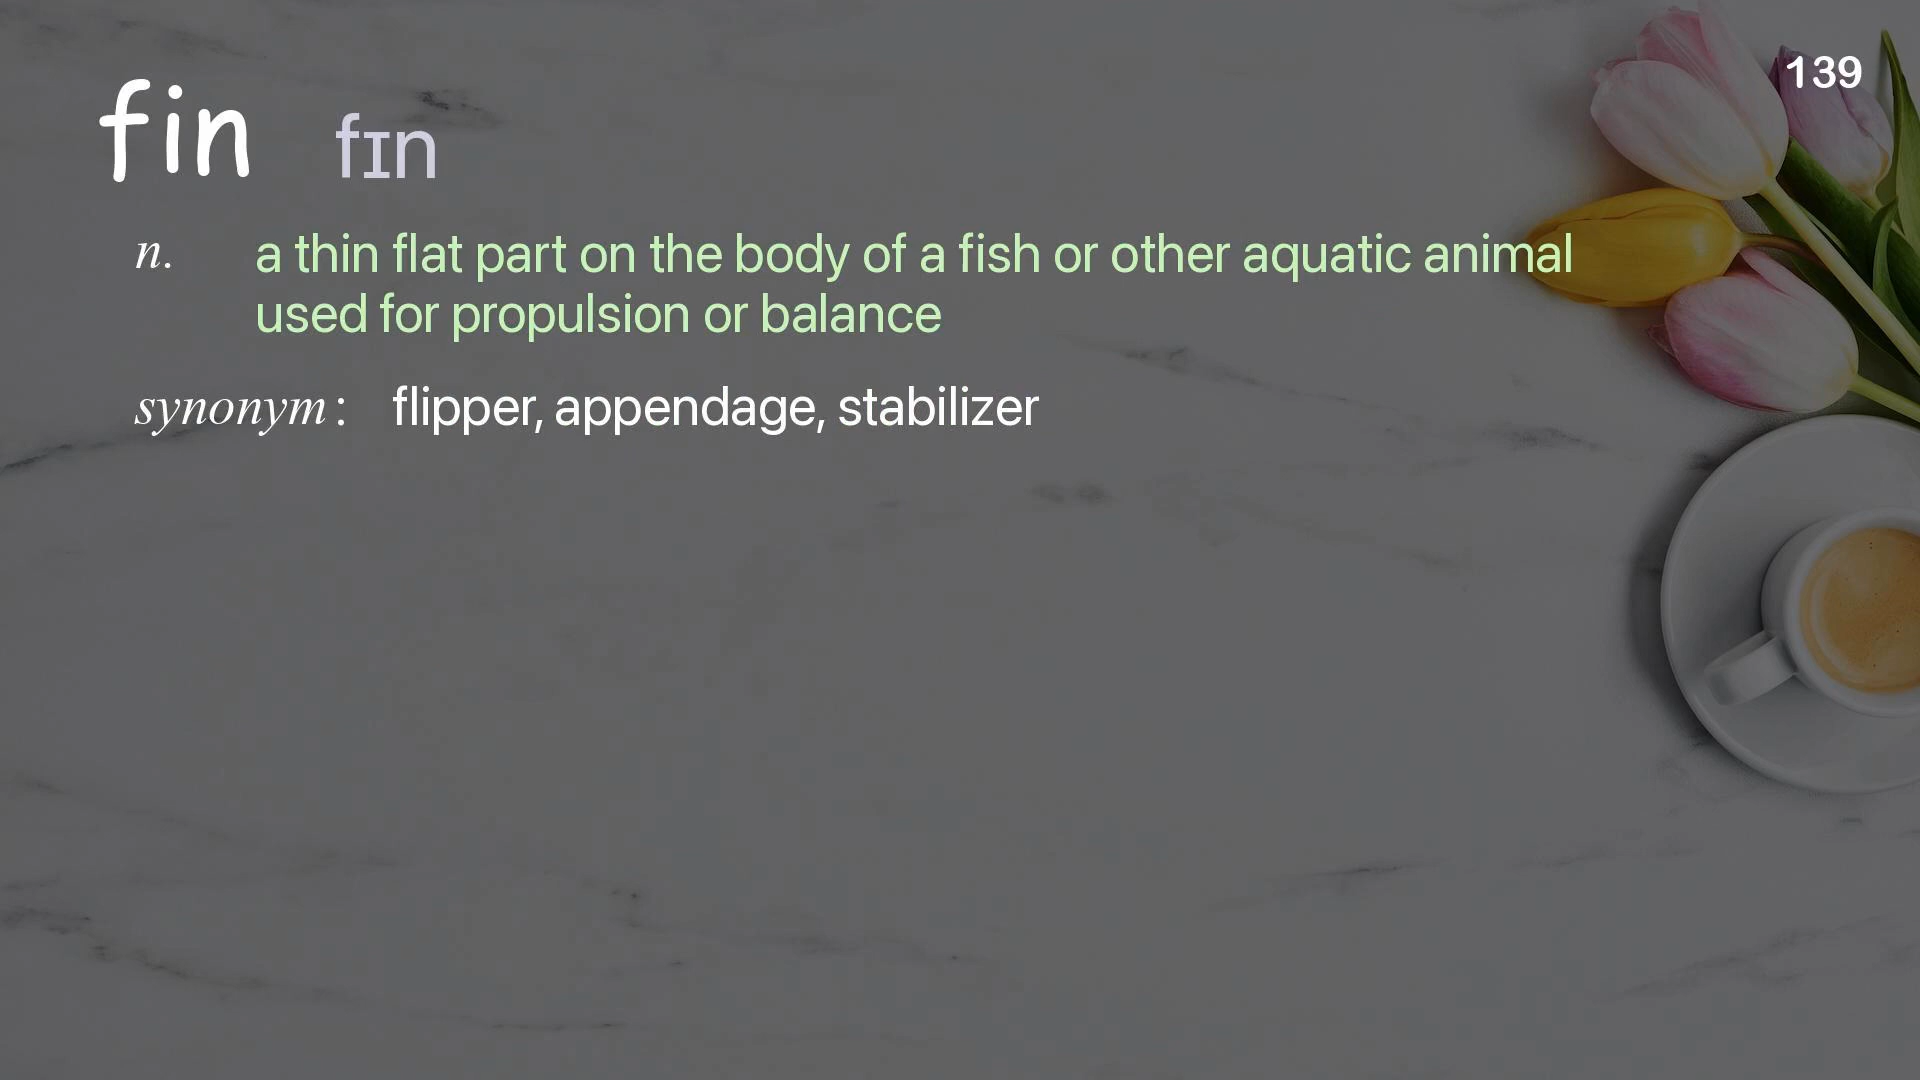 139
fin fɪn
n. a thin flat part on the body of a fish or other aquatic animal
used for propulsion or balance
synonym : flipper, appendage, stabilizer